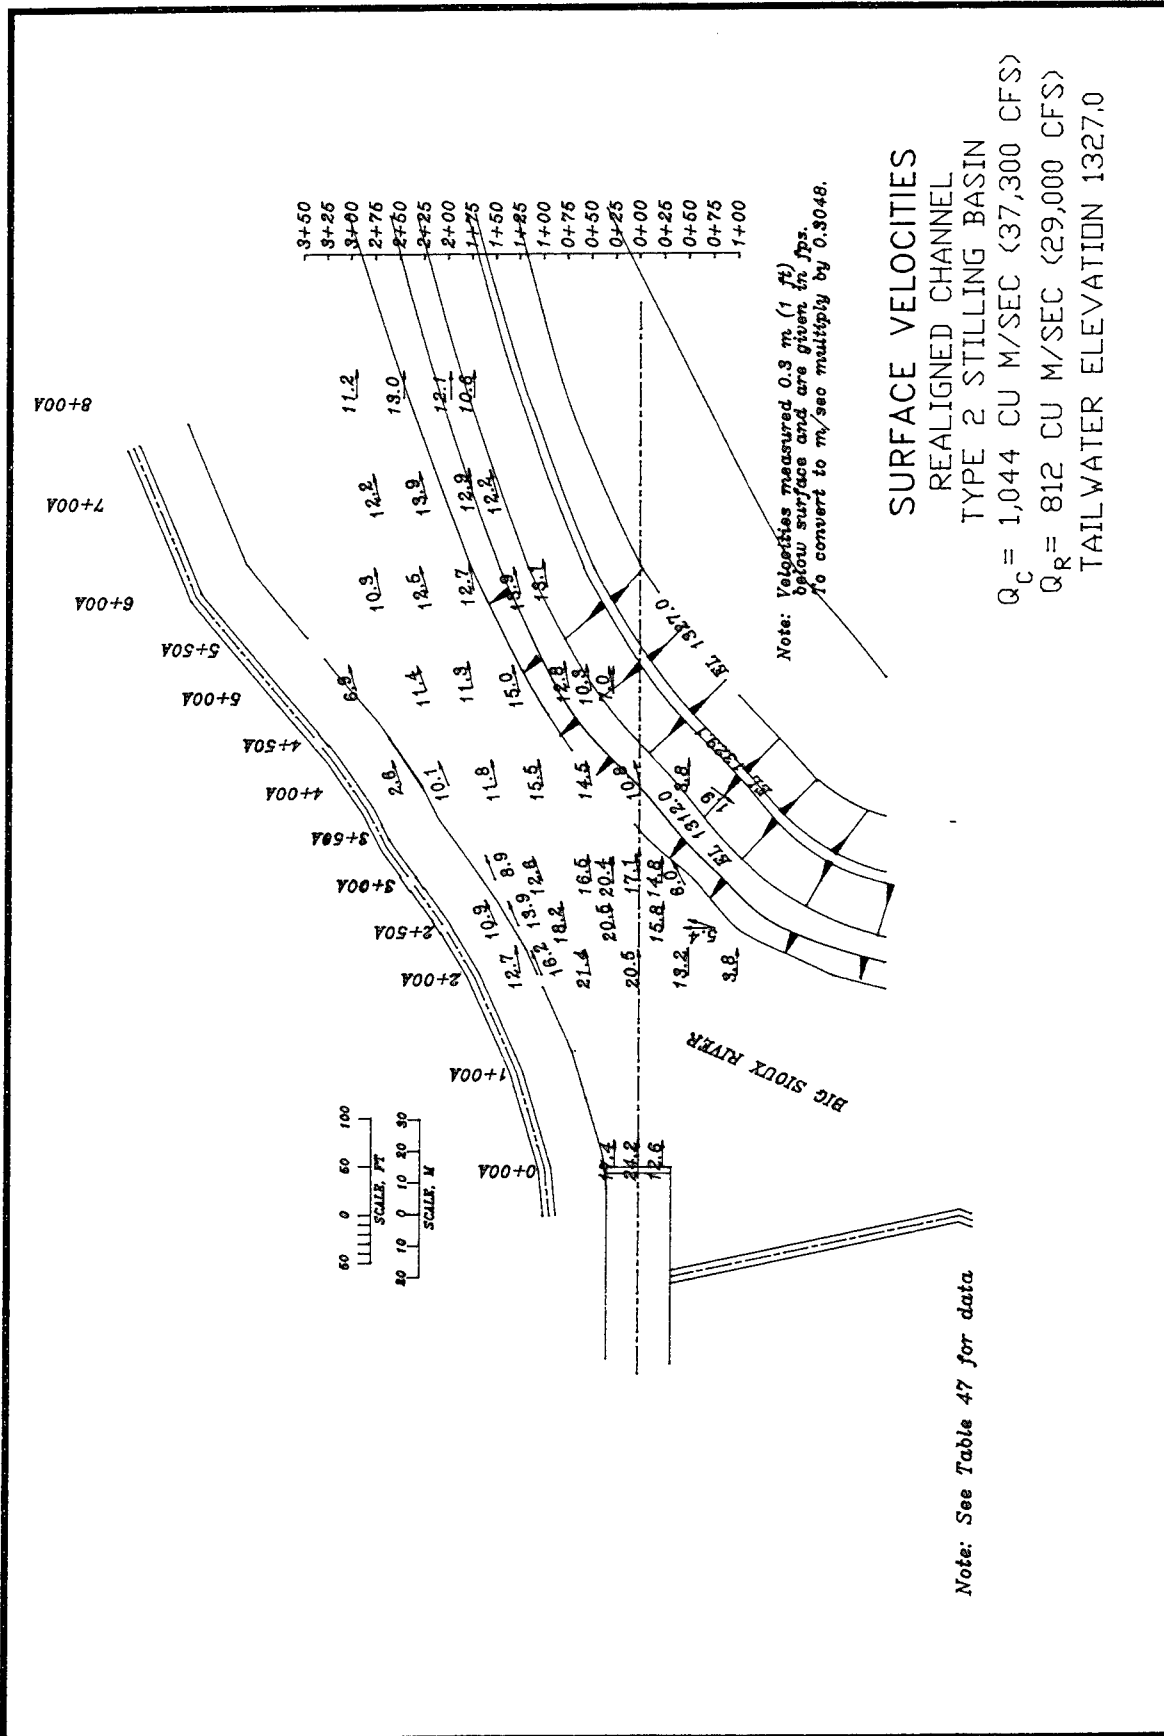 8+00A
7+00A
6+00A
5+50A
5+00A
4+50A
4+00A
3+50A
3+00A
2+50A
2+00A
1+00A
0+00A
3+50
3+25
3+00
2+75
2+50
2+25
2+00
1+75
1+50
1+25
1+00
0+75
0+50
0+25
0+00
0+25
0+50
0+75
1+00
11.2
13.0
12.1
10.6
12.2
13.9
12.9
12.4
10.3
12.5
12.7
13.9
13.1
6.9
11.4
11.3
15.0
12.8
10.3
2.6
10.1
11.8
15.5
14.5
10.8
8.8
1.9
8.9
12.6
16.5
20.4
17.1
14.8
6.0
10.9
13.9
18.2
20.5
15.8
5.4
12.7
16.2
21.4
20.5
13.2
3.8
24.2
12.6
EL 1327.0
EL 1329.1
EL 1312.0
BIG SIOUX RIVER
50 0 50 100
SCALE, FT
20 10 0 10 20 30
SCALE, M
Note: Velocities measured 0.3 m (1 ft)
below surface and are given in fps.
To convert to m/sec multiply by 0.3048.
Note: See Table 47 for data
SURFACE VELOCITIES
REALIGNED CHANNEL
TYPE 2 STILLING BASIN
QC = 1,044 CU M/SEC (37,300 CFS)
QR = 812 CU M/SEC (29,000 CFS)
TAILWATER ELEVATION 1327.0